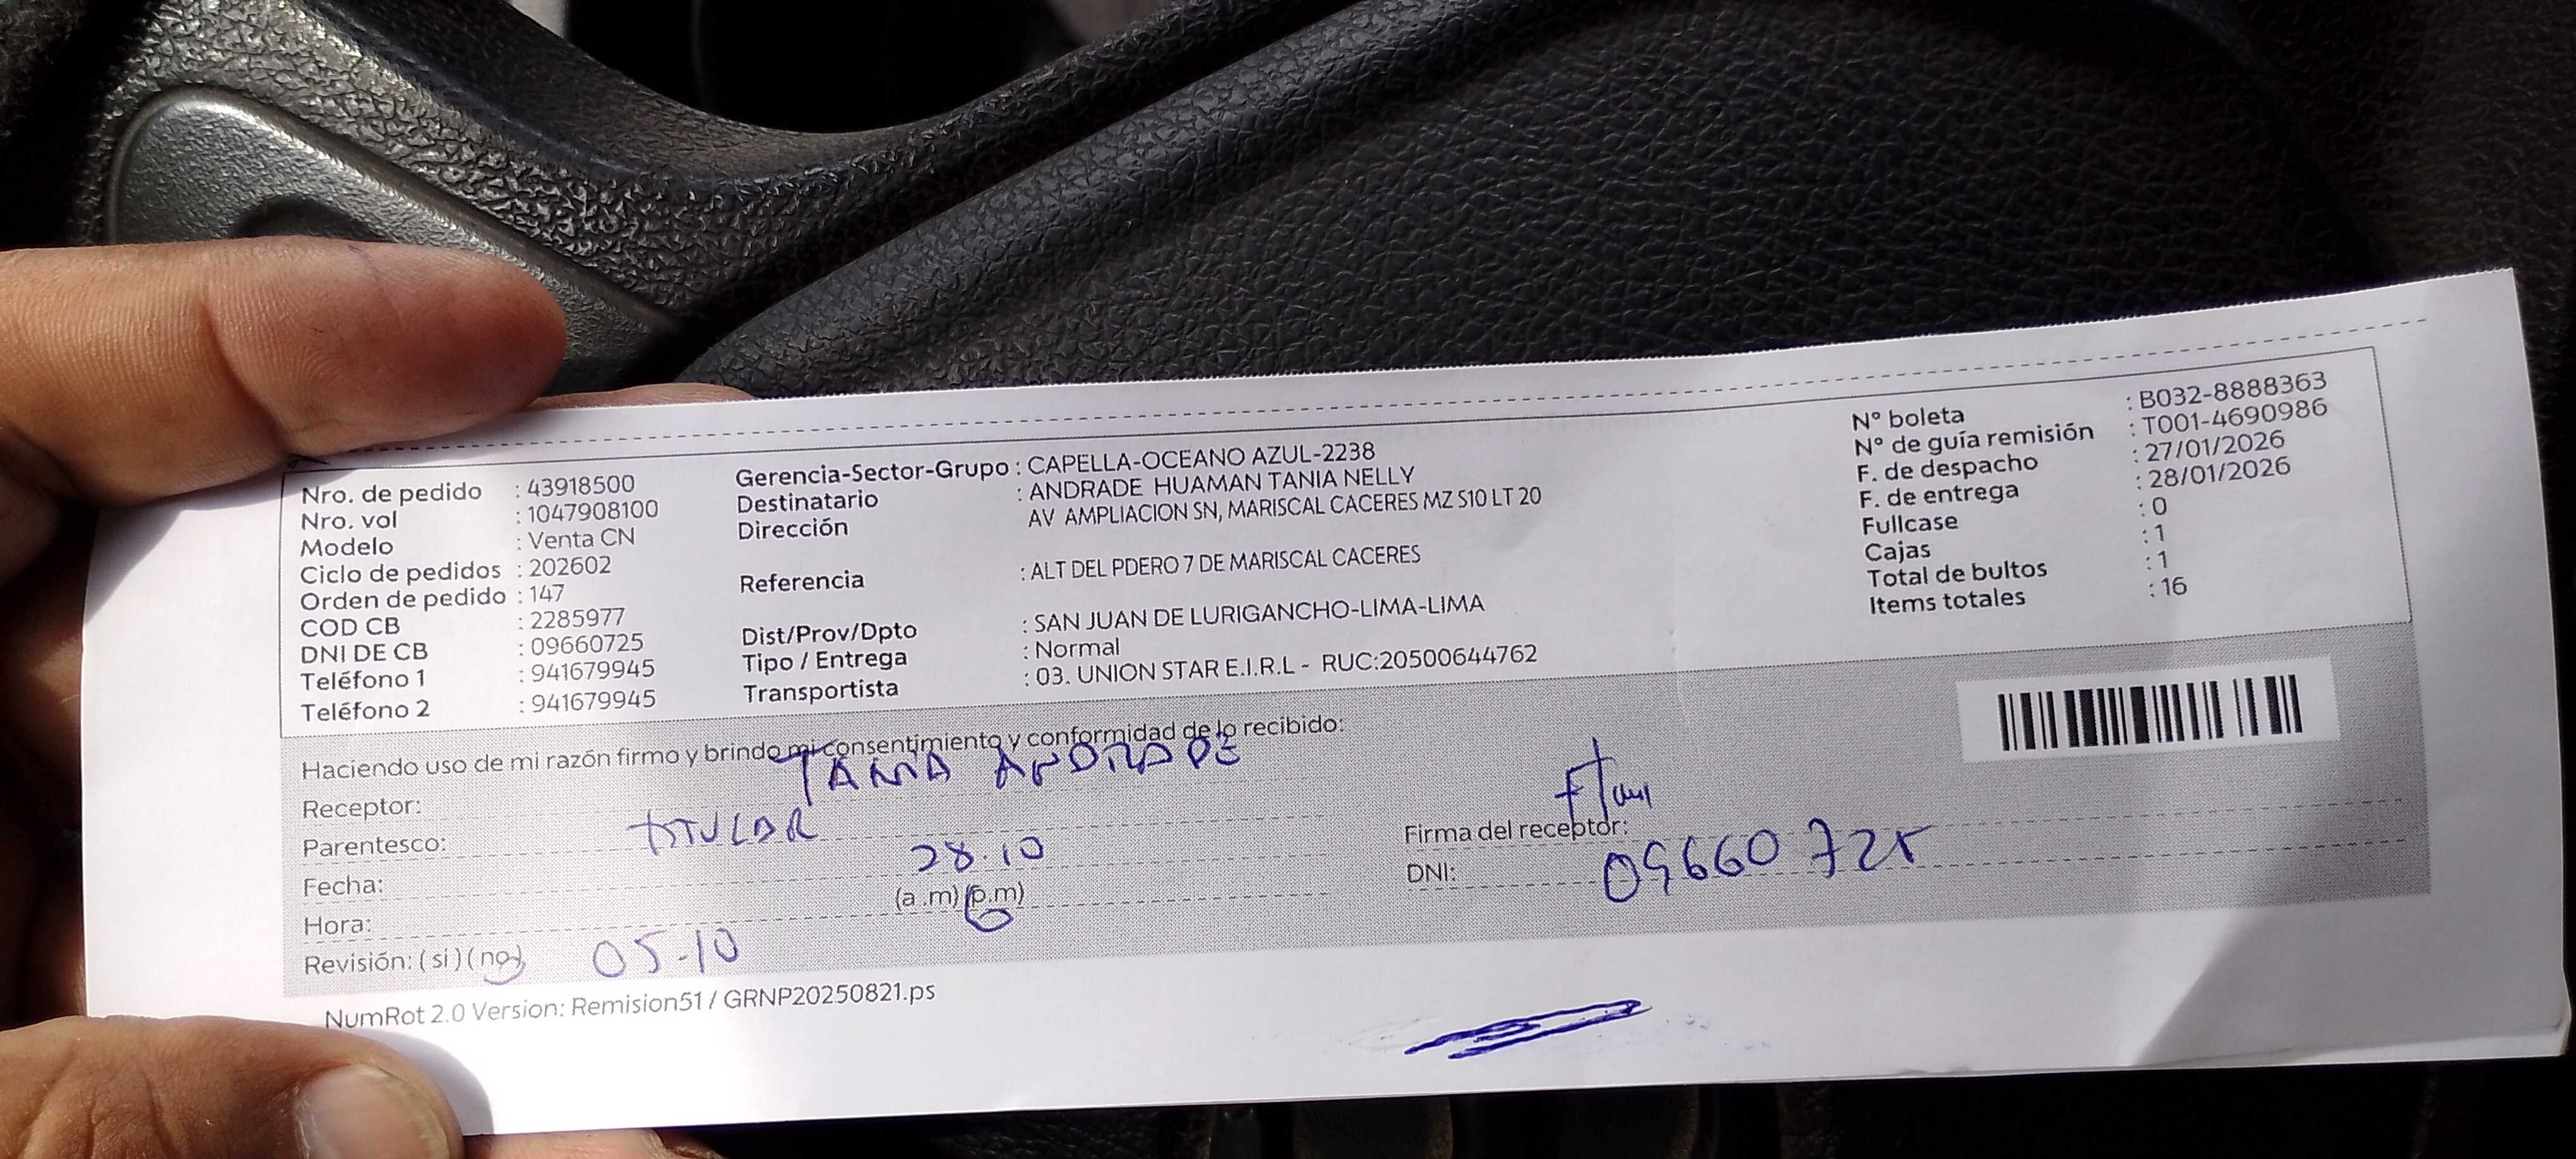 Nro. de pedido : 43918500
Nro. vol : 1047908100
Modelo : Venta CN
Ciclo de pedidos : 202602
Orden de pedido : 147
COD CB : 2285977
DNI DE CB : 09660725
Teléfono 1 : 941679945
Teléfono 2 : 941679945
Gerencia-Sector-Grupo : CAPELLA-OCEANO AZUL-2238
Destinatario : ANDRADE HUAMAN TANIA NELLY
Dirección AV AMPLIACION SN, MARISCAL CACERES MZ S10 LT 20
Referencia : ALT DEL PDERO 7 DE MARISCAL CACERES
Dist/Prov/Dpto : SAN JUAN DE LURIGANCHO-LIMA-LIMA
Tipo / Entrega : Normal
Transportista : 03. UNION STAR E.I.R.L - RUC:20500644762
N° boleta : B032-8888363
N° de guía remisión : T001-4690986
F. de despacho : 27/01/2026
F. de entrega : 28/01/2026
Fullcase : 0
Cajas : 1
Total de bultos : 1
Items totales : 16
Haciendo uso de mi razón firmo y brindo mi consentimiento y conformidad de lo recibido:
Receptor: TANIA ANDRADE
Parentesco: TITULAR
Fecha: 28.10
Hora: (a.m) (p.m)
Revisión: ( si ) ( no ) 05-10
Firma del receptor:
DNI: 09660725
NumRot 2.0 Version: Remision51 / GRNP20250821.ps